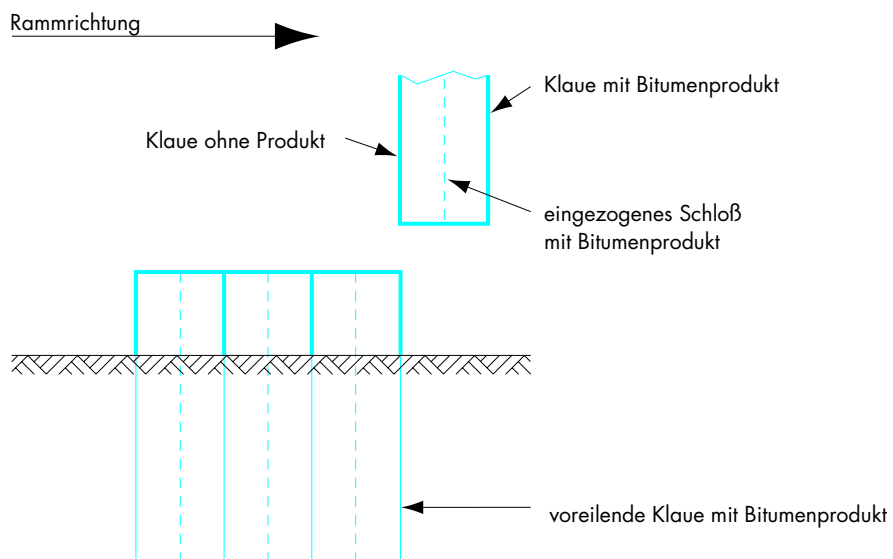 Rammrichtung
Klaue mit Bitumenprodukt
Klaue ohne Produkt
eingezogenes Schloß
mit Bitumenprodukt
voreilende Klaue mit Bitumenprodukt